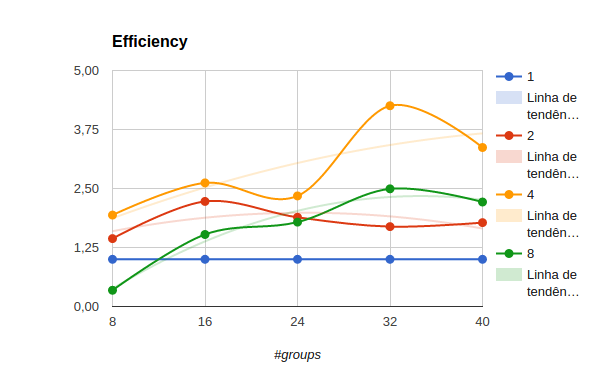 Efficiency
5,00
3,75
2,50
1,25
0,00
8
16
24
32
40
#groups
1
Linha de
tendên…
2
Linha de
tendên…
4
Linha de
tendên…
8
Linha de
tendên…